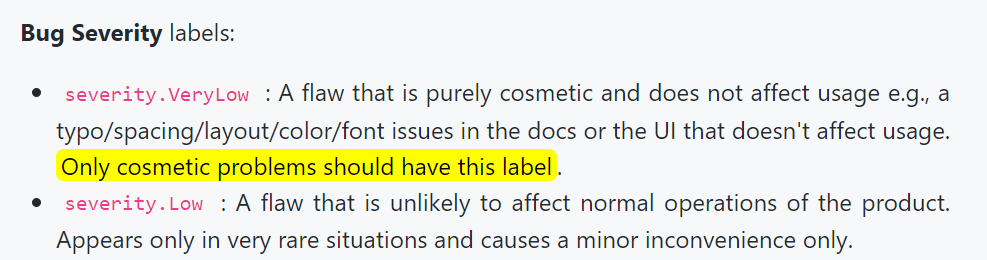 Bug Severity labels:
• severity.VeryLow : A flaw that is purely cosmetic and does not affect usage e.g., a
typo/spacing/layout/color/font issues in the docs or the UI that doesn't affect usage.
Only cosmetic problems should have this label.
• severity.Low : A flaw that is unlikely to affect normal operations of the product.
Appears only in very rare situations and causes a minor inconvenience only.